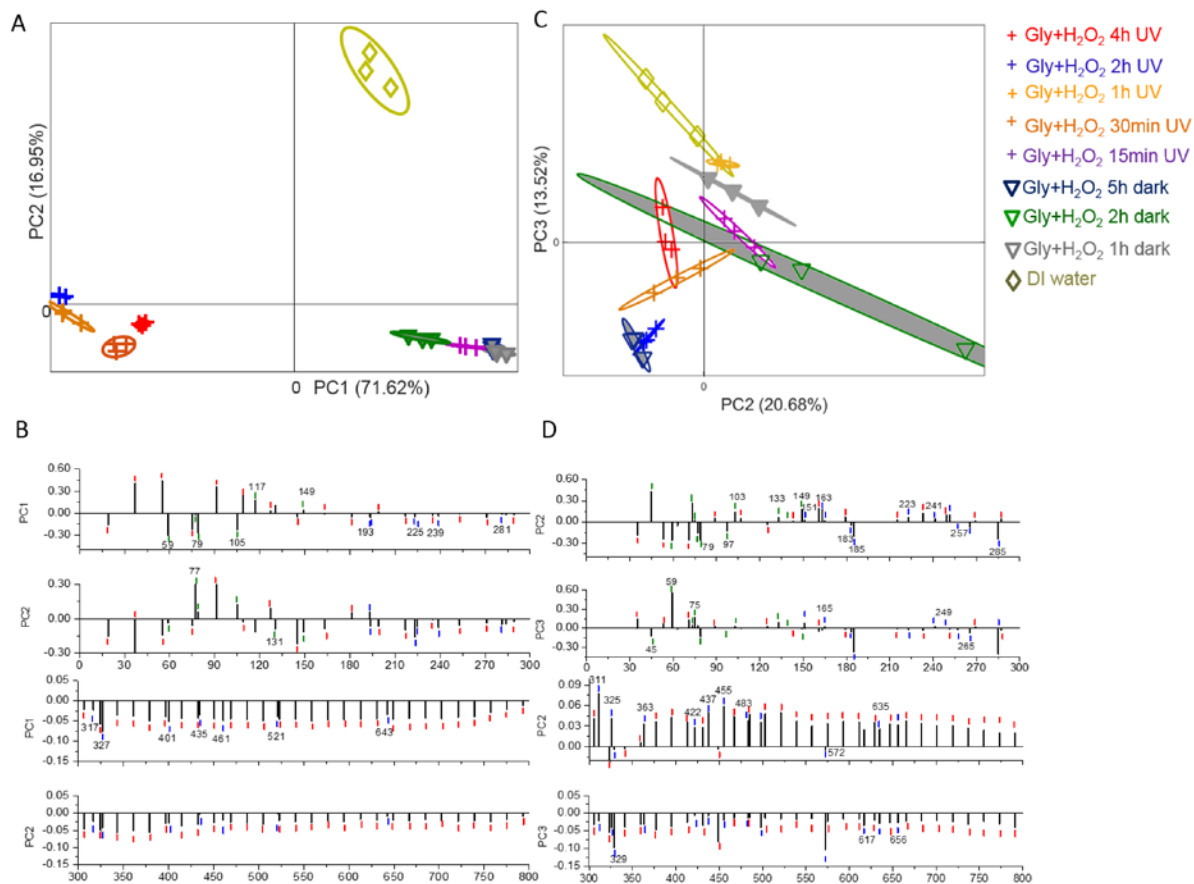 A
PC2 (16.95%)
0
0
PC1 (71.62%)
C
PC3 (13.52%)
0
0
PC2 (20.68%)
+ Gly+H2O2 4h UV
+ Gly+H2O2 2h UV
+ Gly+H2O2 1h UV
+ Gly+H2O2 30min UV
+ Gly+H2O2 15min UV
Gly+H2O2 5h dark
Gly+H2O2 2h dark
Gly+H2O2 1h dark
DI water
B
PC1
0.60
0.30
0.00
-0.30
117
149
59
79
105
193
225
239
281
PC2
0.30
0.00
-0.30
77
131
0 30 60 90 120 150 180 210 240 270 300
PC1
0.00
-0.05
-0.10
-0.15
317
327
401
435
461
521
643
PC2
0.00
-0.05
-0.10
-0.15
300 350 400 450 500 550 600 650 700 750 800
D
PC2
0.60
0.30
0.00
-0.30
103
133
149
151
163
223
241
79
97
183
185
257
285
PC3
0.60
0.30
0.00
-0.30
59
75
165
249
45
265
0 30 60 90 120 150 180 210 240 270 300
PC2
0.09
0.06
0.03
0.00
311
325
363
422
437
455
483
635
572
PC3
0.00
-0.05
-0.10
-0.15
329
617
656
300 350 400 450 500 550 600 650 700 750 800